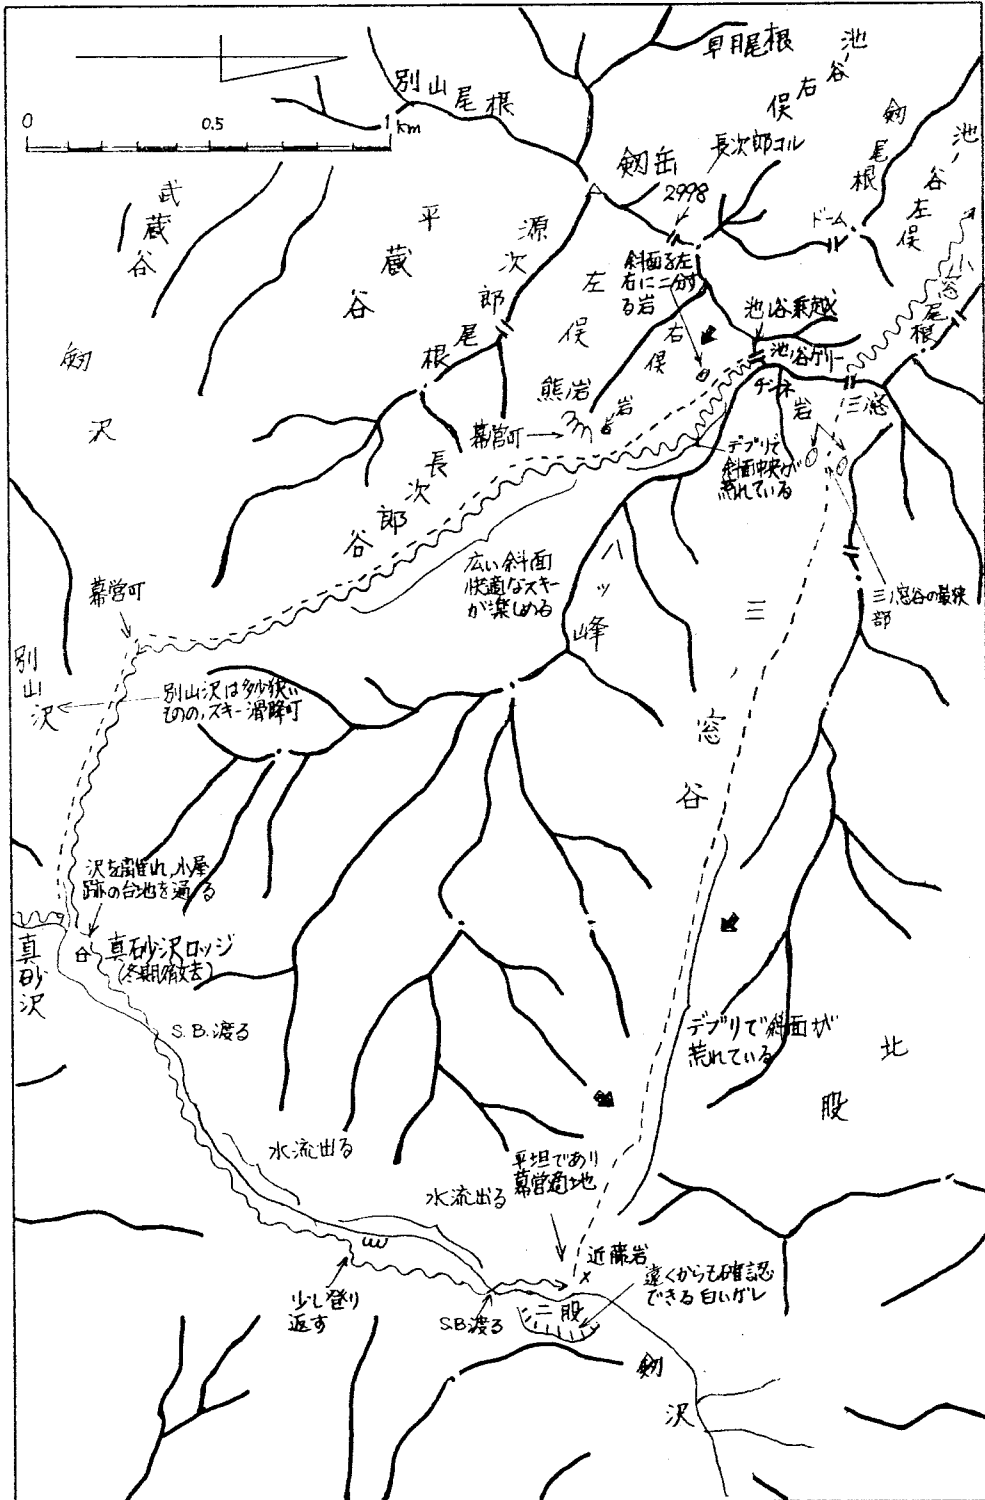 0
0.5
1 km
別山尾根
早月尾根
池ノ谷右俣
剱尾根
池ノ谷左俣
長次郎コル
剱岳
2998
ドーム
小窓尾根
武蔵谷
平蔵谷
源次郎尾根
左俣
右俣
斜面を左
右に二分す
る岩
池ノ谷乗越
池ノ谷ガリー
チンネ
三ノ窓
岩
熊岩
岩
幕営可
剱沢
長次郎谷
デブリで
斜面中央が
荒れている
広い斜面
快適なスキー
が楽しめる
八ッ峰
三ノ窓谷の最狭
部
三ノ窓谷
幕営可
別山沢
別山沢は多少狭い
ものの、スキー滑降可
沢を離れ、小屋
跡の台地を通る
真砂沢
真砂沢ロッジ
(冬期撤去)
S.B.渡る
デブリで斜面が
荒れている
北股
水流出る
水流出る
平坦であり
幕営適地
近藤岩
遠くからも確認
できる白いガレ
少し登り
返す
S.B渡る
二股
剱沢